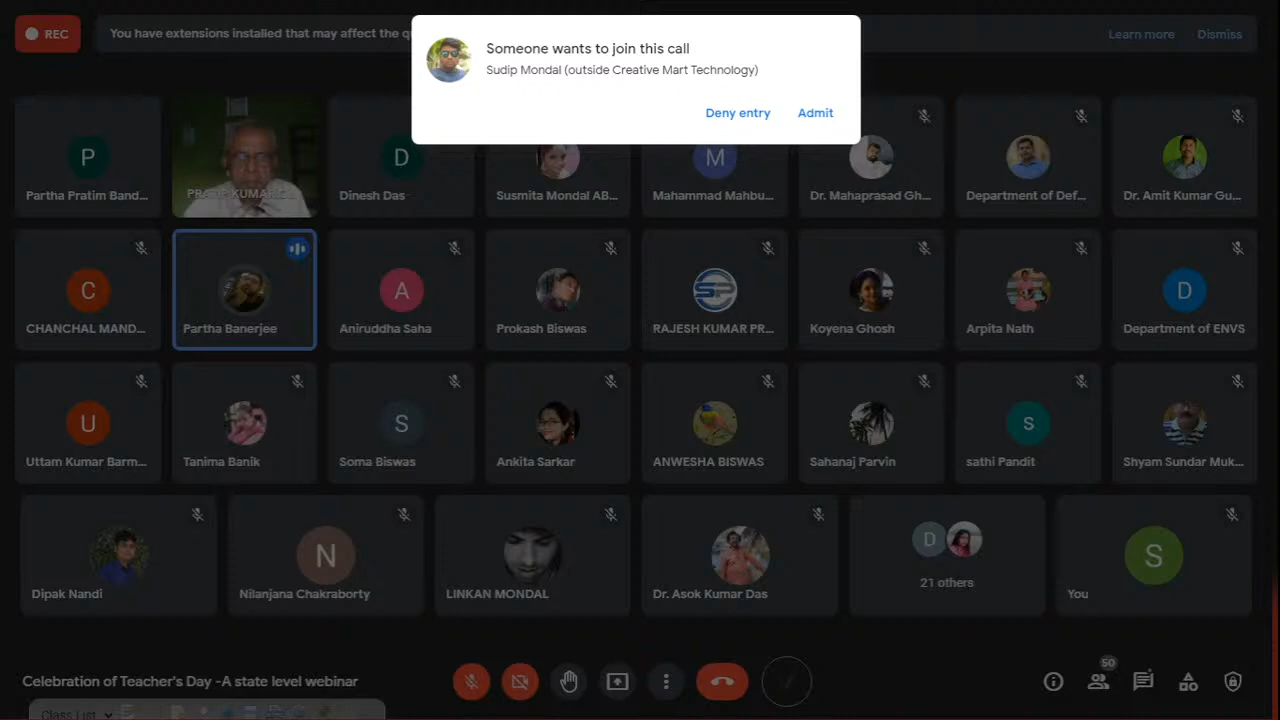 REC
You have extensions installed that may affect the q
Learn more
Dismiss
Someone wants to join this call
Sudip Mondal (outside Creative Mart Technology)
Deny entry
Admit
P
Partha Pratim Band...
D
Dinesh Das
Susmita Mondal AB...
M
Mahammad Mahbu...
Dr. Mahaprasad Gh...
Department of Def...
Dr. Amit Kumar Gu...
C
CHANCHAL MAND...
Partha Banerjee
A
Aniruddha Saha
Prokash Biswas
SP
RAJESH KUMAR PR...
Koyena Ghosh
Arpita Nath
D
Department of ENVS
U
Uttam Kumar Barm...
Tanima Banik
S
Soma Biswas
Ankita Sarkar
ANWESHA BISWAS
Sahanaj Parvin
s
sathi Pandit
Shyam Sundar Muk...
Dipak Nandi
N
Nilanjana Chakraborty
LINKAN MONDAL
Dr. Asok Kumar Das
D
21 others
S
You
Celebration of Teacher's Day -A state level webinar
50
Class List